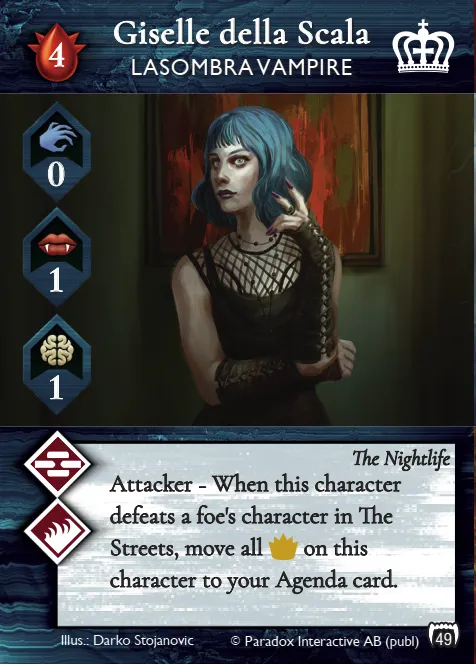 4
Giselle della Scala
LASOMBRA VAMPIRE
0
1
1
The Nightlife
Attacker - When this character
defeats a foe's character in The
Streets, move all on this
character to your Agenda card.
Illus.: Darko Stojanovic © Paradox Interactive AB (publ) 49